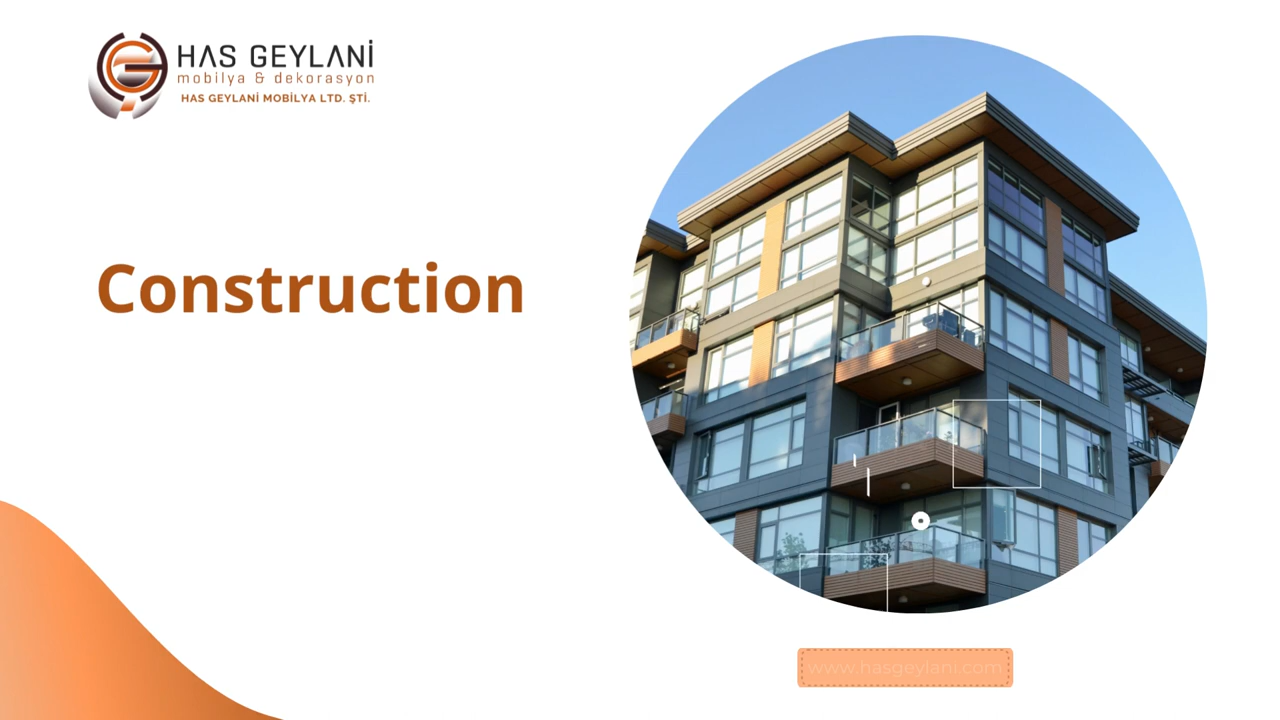 HAS GEYLANİ
mobilya & dekorasyon
HAS GEYLANİ MOBİLYA LTD. ŞTİ.
Construction
www.hasgeylani.com